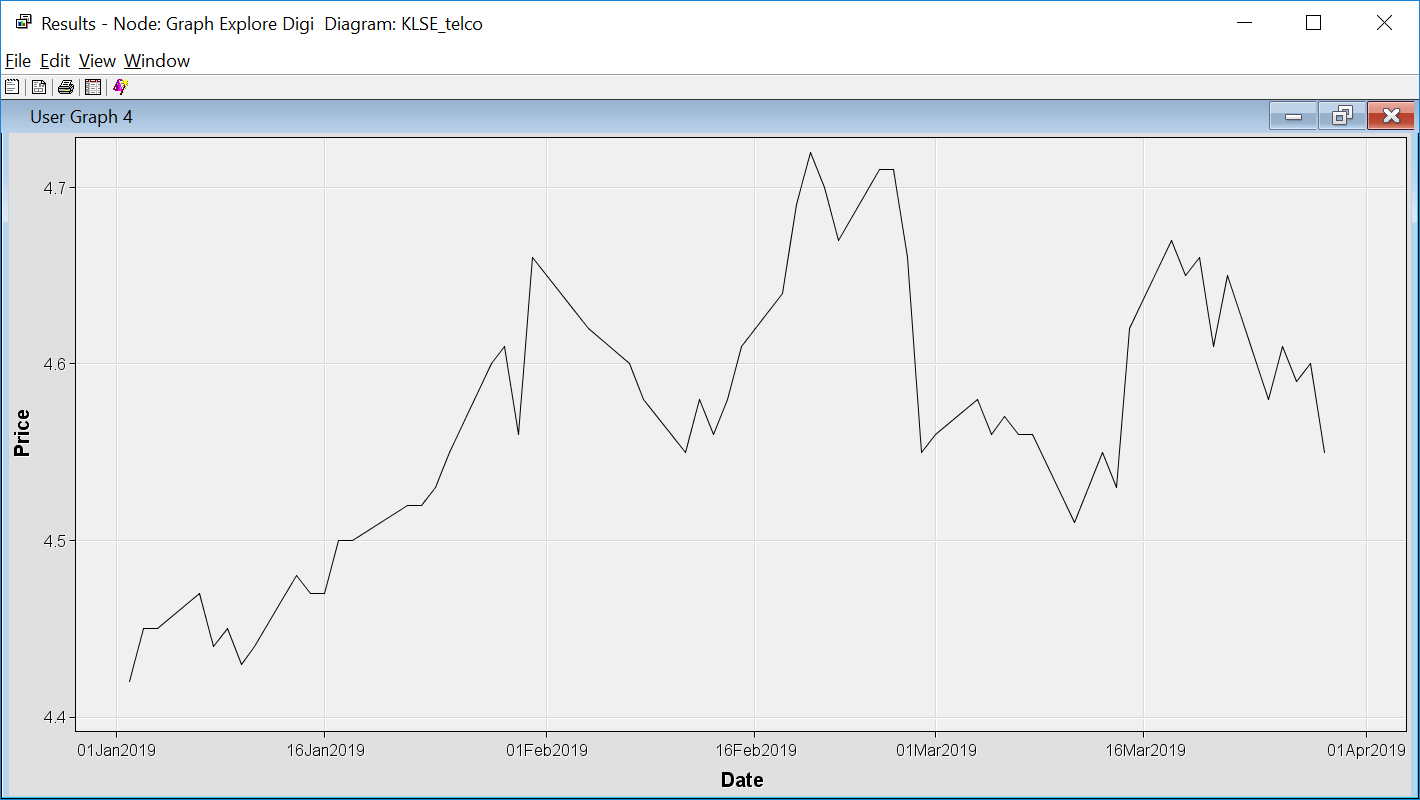 Results - Node: Graph Explore Digi  Diagram: KLSE_telco
File Edit View Window
User Graph 4
4.7
4.6
4.5
4.4
Price
01Jan2019 16Jan2019 01Feb2019 16Feb2019 01Mar2019 16Mar2019 01Apr2019
Date